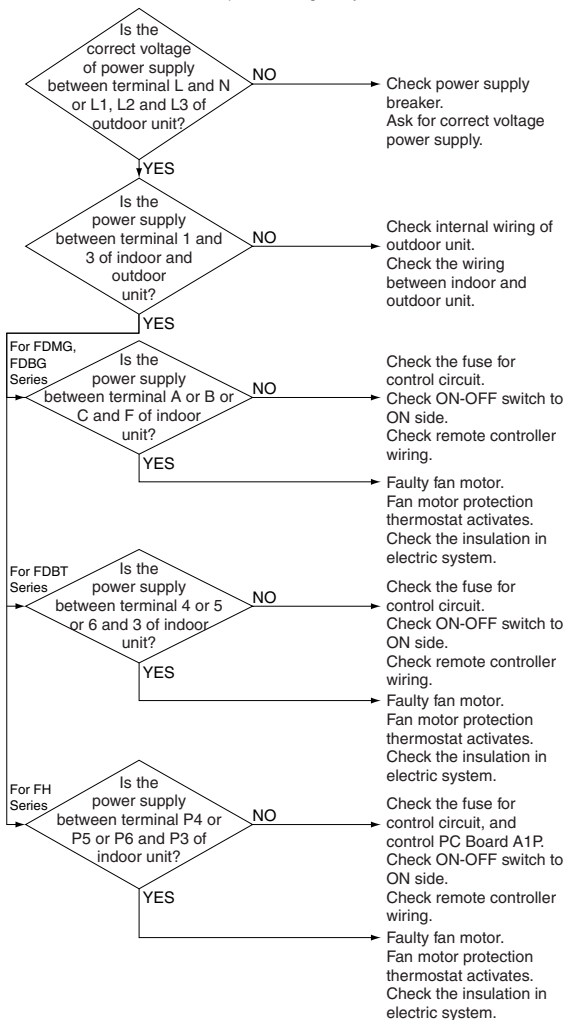 Is the
correct voltage
of power supply
between terminal L and N
or L1, L2 and L3 of
outdoor unit?
NO
Check power supply
breaker.
Ask for correct voltage
power supply.
YES
Is the
power supply
between terminal 1 and
3 of indoor and
outdoor
unit?
NO
Check internal wiring of
outdoor unit.
Check the wiring
between indoor and
outdoor unit.
YES
For FDMG,
FDBG
Series
Is the
power supply
between terminal A or B or
C and F of indoor
unit?
NO
Check the fuse for
control circuit.
Check ON-OFF switch to
ON side.
Check remote controller
wiring.
YES
Faulty fan motor.
Fan motor protection
thermostat activates.
Check the insulation in
electric system.
For FDBT
Series
Is the
power supply
between terminal 4 or 5
or 6 and 3 of indoor
unit?
NO
Check the fuse for
control circuit.
Check ON-OFF switch to
ON side.
Check remote controller
wiring.
YES
Faulty fan motor.
Fan motor protection
thermostat activates.
Check the insulation in
electric system.
For FH
Series
Is the
power supply
between terminal P4 or
P5 or P6 and P3 of
indoor unit?
NO
Check the fuse for
control circuit, and
control PC Board A1P.
Check ON-OFF switch to
ON side.
Check remote controller
wiring.
YES
Faulty fan motor.
Fan motor protection
thermostat activates.
Check the insulation in
electric system.